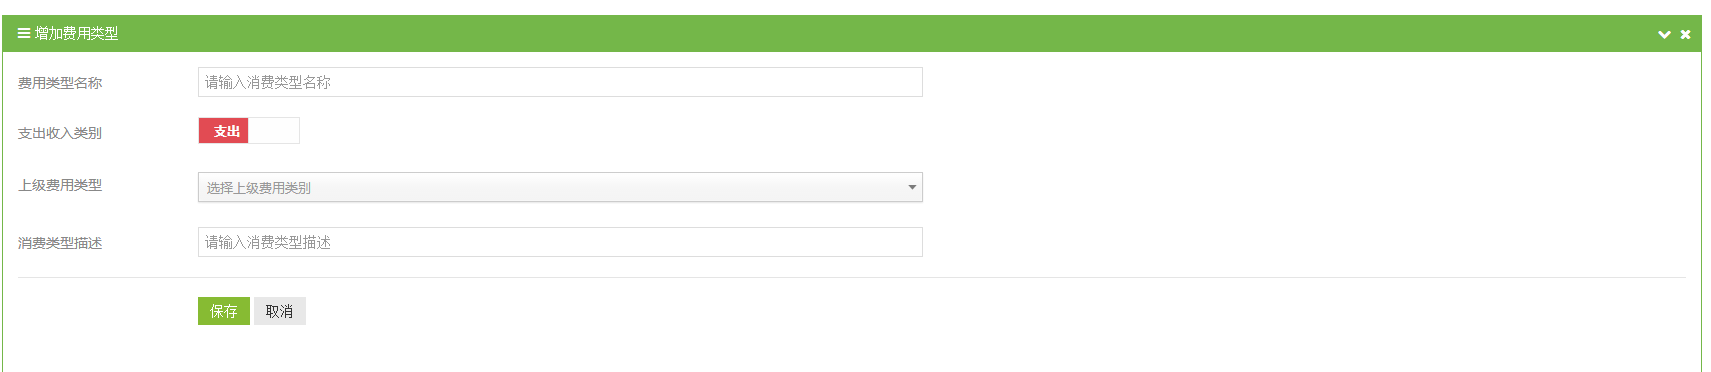 增加费用类型
费用类型名称 请输入消费类型名称
支出收入类别 支出
上级费用类型 选择上级费用类别
消费类型描述 请输入消费类型描述
保存 取消